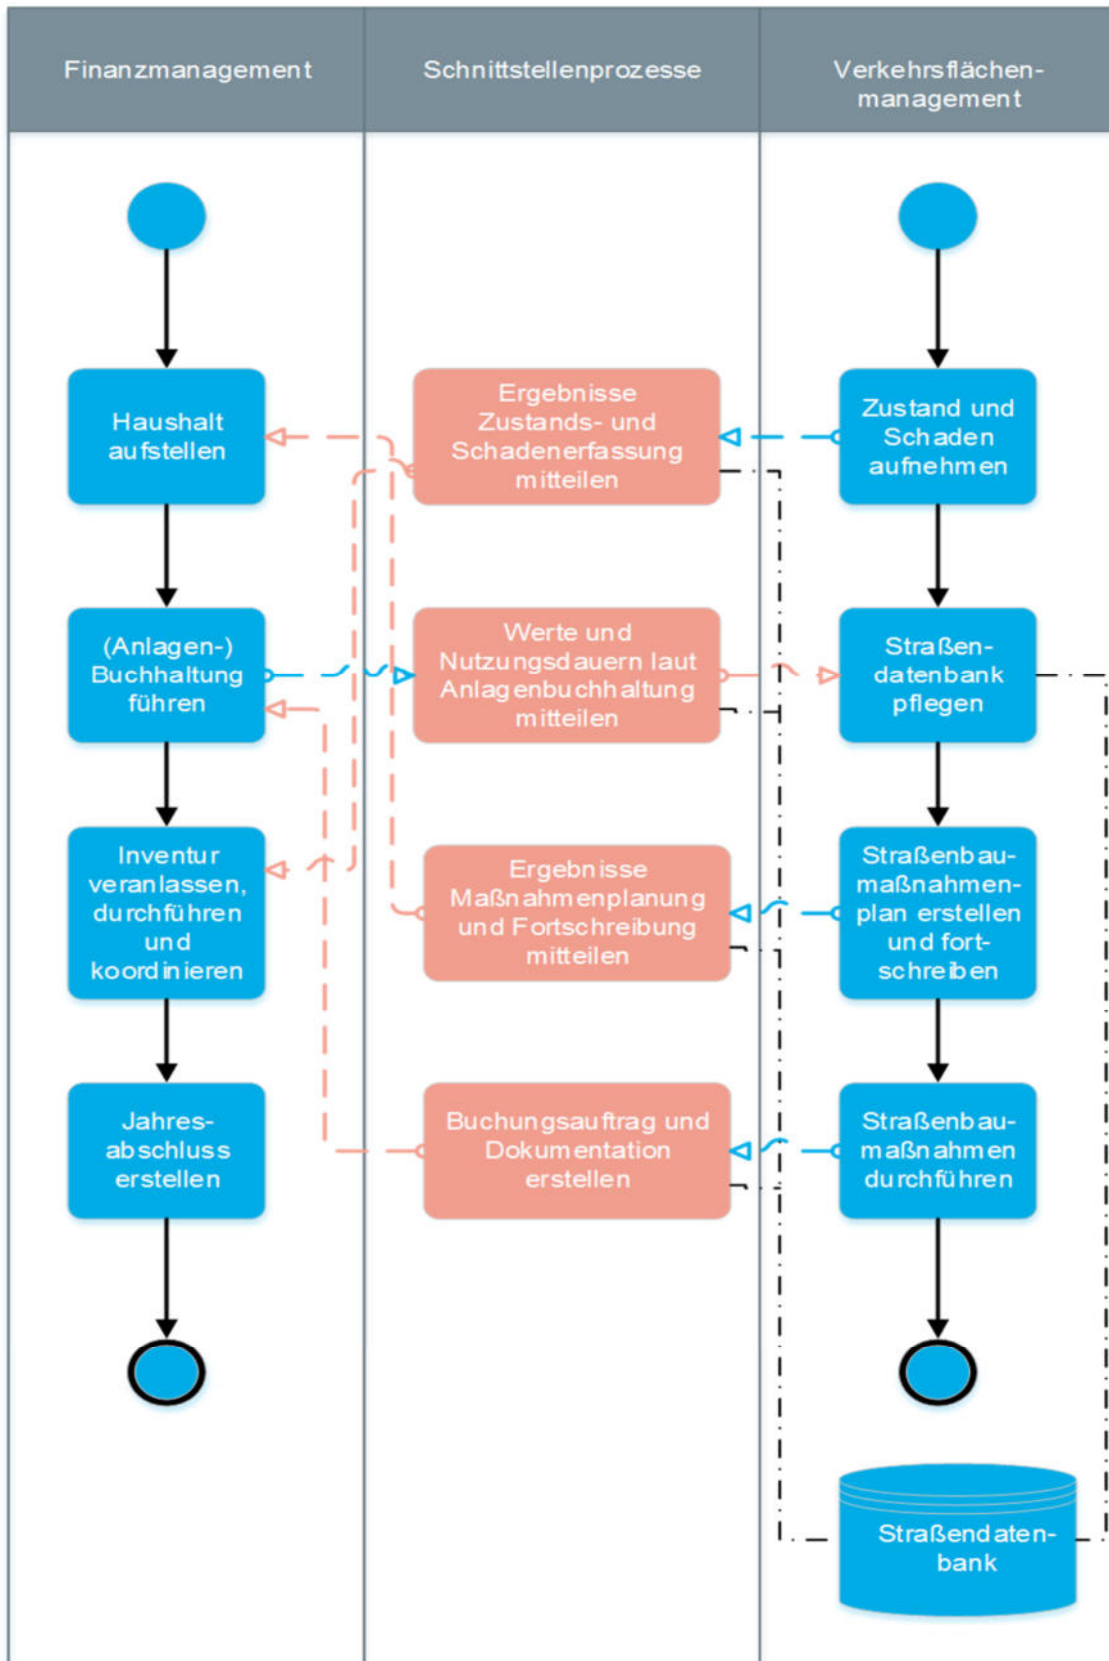 Finanzmanagement
Schnittstellenprozesse
Verkehrsflächen-
management
Haushalt
aufstellen
Ergebnisse
Zustands- und
Schadenerfassung
mitteilen
Zustand und
Schaden
aufnehmen
(Anlagen-)
Buchhaltung
führen
Werte und
Nutzungsdauern laut
Anlagenbuchhaltung
mitteilen
Straßen-
datenbank
pflegen
Inventur
veranlassen,
durchführen
und
koordinieren
Ergebnisse
Maßnahmenplanung
und Fortschreibung
mitteilen
Straßenbau-
maßnahmen-
plan erstellen
und fort-
schreiben
Jahres-
abschluss
erstellen
Buchungsauftrag und
Dokumentation
erstellen
Straßenbau-
maßnahmen
durchführen
Straßendaten-
bank